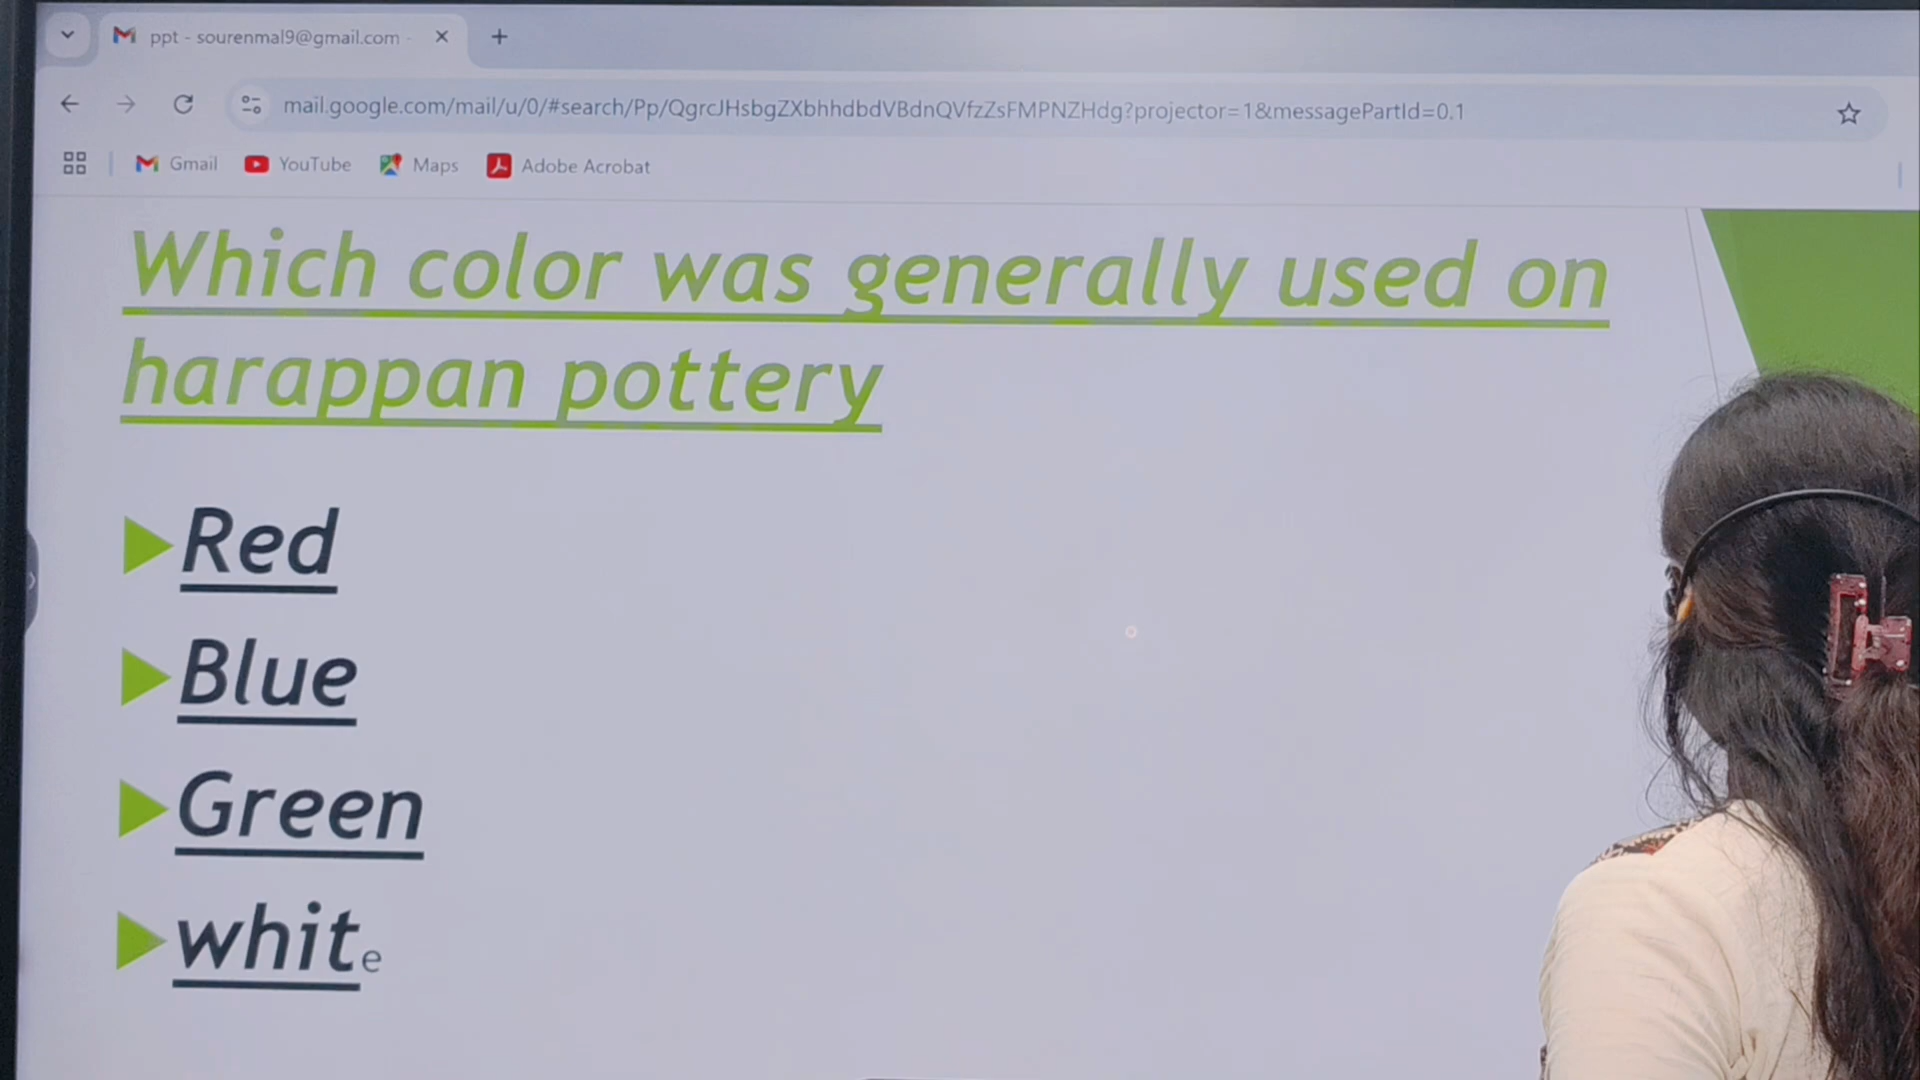 ppt - sourenmal9@gmail.com -
mail.google.com/mail/u/0/#search/Pp/QgrcJHsbgZXbhhdbdVBdnQVfzZsFMPNZHdg?projector=1&messagePartId=0.1
Gmail YouTube Maps Adobe Acrobat
Which color was generally used on
harappan pottery
Red
Blue
Green
white